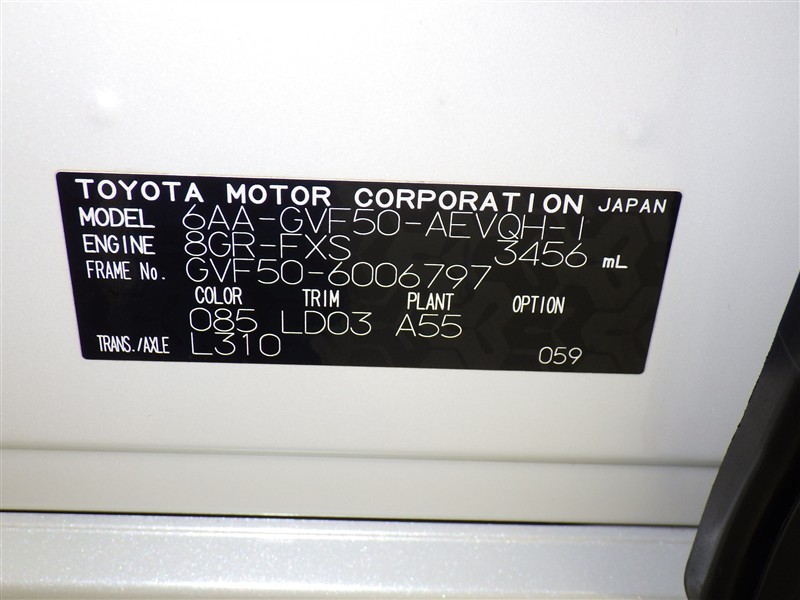 TOYOTA MOTOR CORPORATION JAPAN
MODEL 6AA-GVF50-AEVQH-1
ENGINE 8GR-FXS 3456 mL
FRAME No. GVF50-6006797
COLOR TRIM PLANT OPTION
085 LD03 A55
TRANS./AXLE L310 059